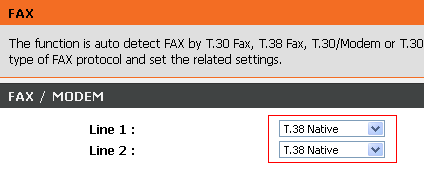 FAX
The function is auto detect FAX by T.30 Fax, T.38 Fax, T.30/Modem or T.30
type of FAX protocol and set the related settings.
FAX / MODEM
Line 1 : T.38 Native
Line 2 : T.38 Native